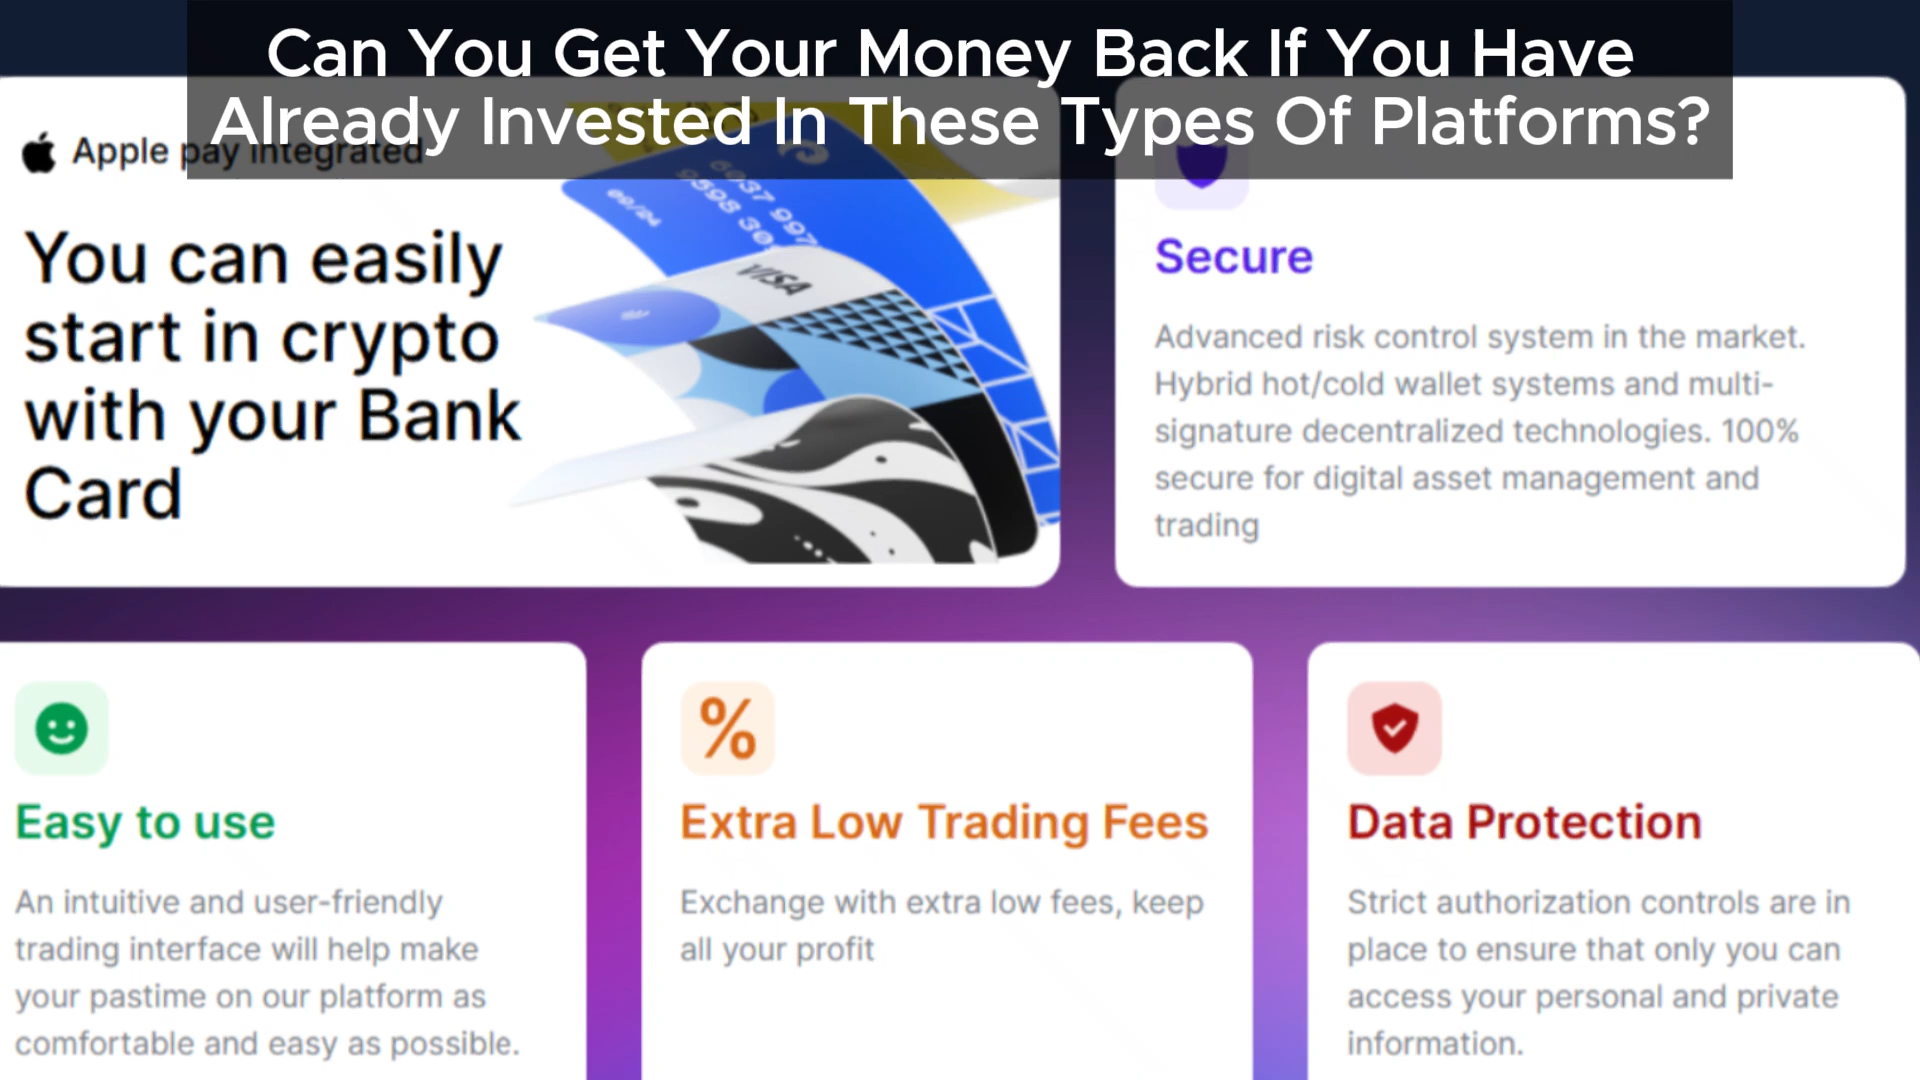 Can You Get Your Money Back If You Have
Already Invested In These Types Of Platforms?
Apple pay integrated
You can easily
start in crypto
with your Bank
Card
09/24
VISA
Secure
Advanced risk control system in the market.
Hybrid hot/cold wallet systems and multi-
signature decentralized technologies. 100%
secure for digital asset management and
trading
Easy to use
An intuitive and user-friendly
trading interface will help make
your pastime on our platform as
comfortable and easy as possible.
%
Extra Low Trading Fees
Exchange with extra low fees, keep
all your profit
Data Protection
Strict authorization controls are in
place to ensure that only you can
access your personal and private
information.